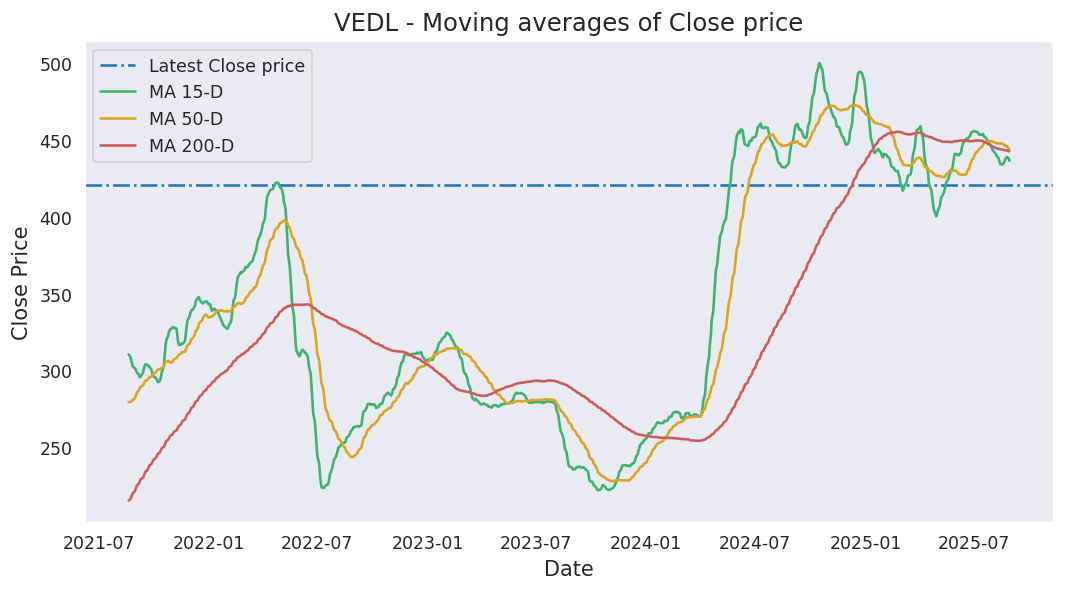 VEDL - Moving averages of Close price
Latest Close price
MA 15-D
MA 50-D
MA 200-D
500
450
400
350
300
250
Close Price
2021-07 2022-01 2022-07 2023-01 2023-07 2024-01 2024-07 2025-01 2025-07
Date